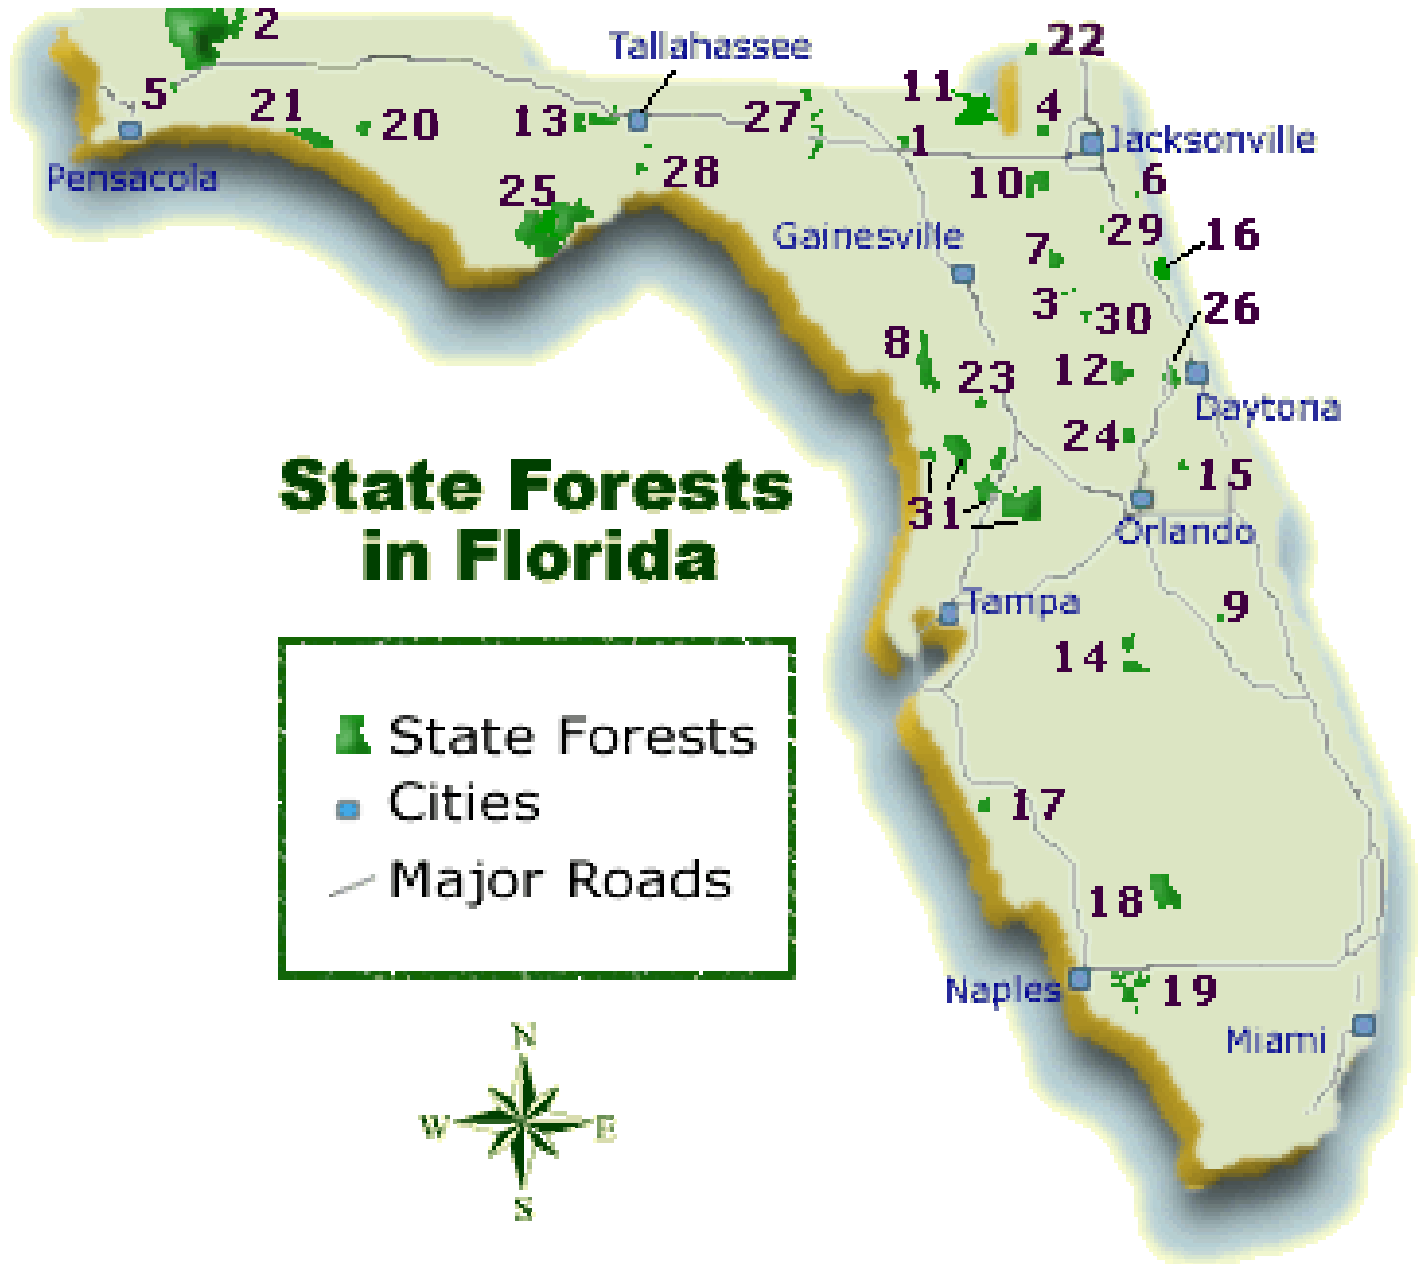 2
22
Tallahassee
5
21
20
13
27
11
4
1
Jacksonville
Pensacola
28
25
10
6
Gainesville
7
29
16
3
30
26
8
23
12
Daytona
24
State Forests
in Florida
31
15
Orlando
Tampa
9
14
State Forests
Cities
Major Roads
17
18
Naples
19
Miami
N
W
E
S